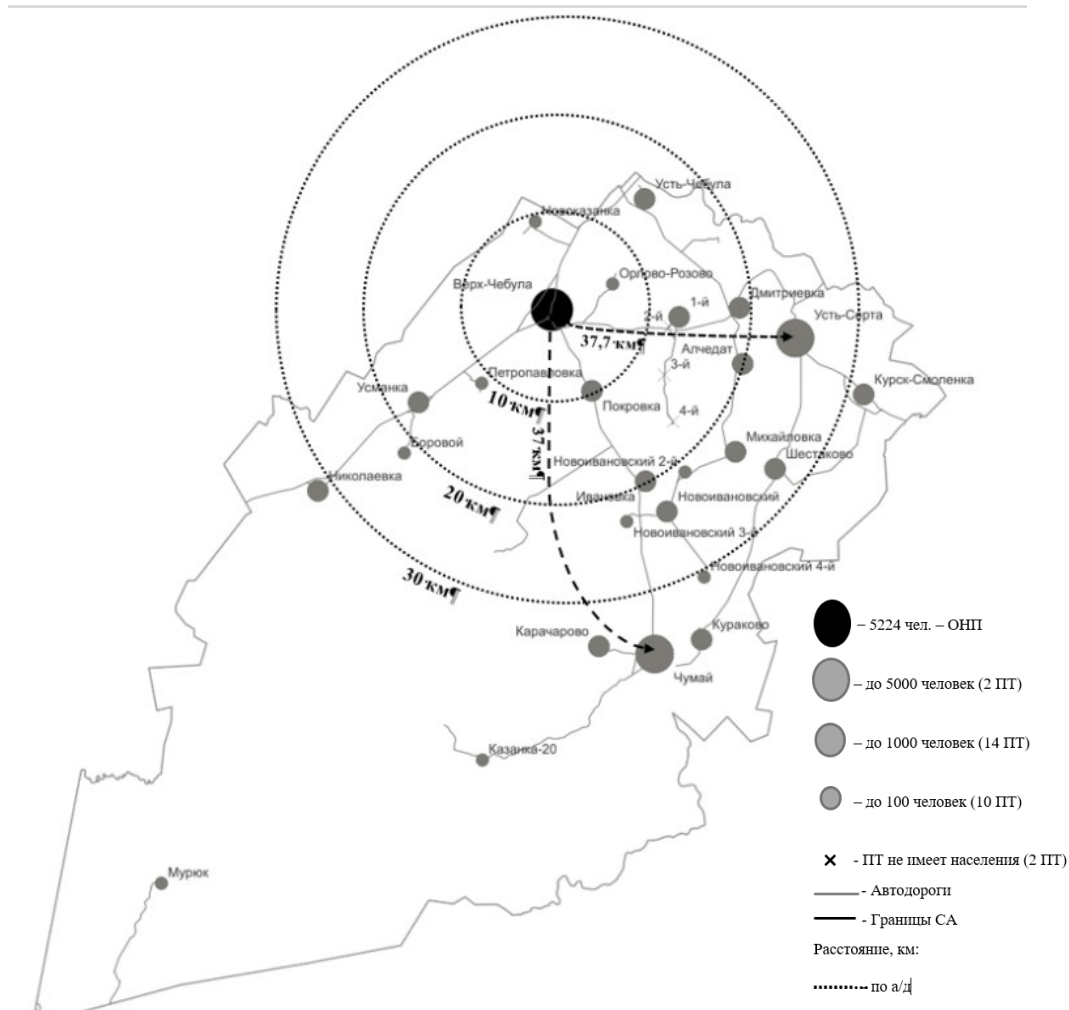 Усть-Чебула
Новоказанка
Орлово-Розово
Верх-Чебула
Дмитриевка
1-й
2-й
Усть-Серта
37,7 км¶
Алчедат
3-й
Петропавловка
Курск-Смоленка
Усманка
10 км¶
Покровка
4-й
37 км¶
Боровой
Михайловка
Шестаково
Новоивановский 2-й
Николаевка
20 км¶
Ивановка
Новоивановский
Новоивановский 3-й
Новоивановский 4-й
30 км¶
Карачарово
Кураково
Чумай
Казанка-20
Мурюк
– 5224 чел. – ОНП
– до 5000 человек (2 ПТ)
– до 1000 человек (14 ПТ)
– до 100 человек (10 ПТ)
- ПТ не имеет населения (2 ПТ)
- Автодороги
- Границы СА
Расстояние, км:
- по а/д